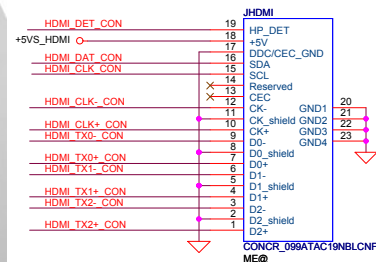 JHDMI
HDMI_DET_CON 19 HP_DET
+5VS_HDMI 18 +5V
17 DDC/CEC_GND
HDMI_DAT_CON 16 SDA
HDMI_CLK_CON 15 SCL
14 Reserved
13 CEC
HDMI_CLK-_CON 12 CK- GND1 20
11 CK_shield GND2 21
HDMI_CLK+_CON 10 CK+ GND3 22
HDMI_TX0-_CON 9 D0- GND4 23
8 D0_shield
HDMI_TX0+_CON 7 D0+
HDMI_TX1-_CON 6 D1-
5 D1_shield
HDMI_TX1+_CON 4 D1+
HDMI_TX2-_CON 3 D2-
2 D2_shield
HDMI_TX2+_CON 1 D2+
CONCR_099ATAC19NBLCNF
ME@